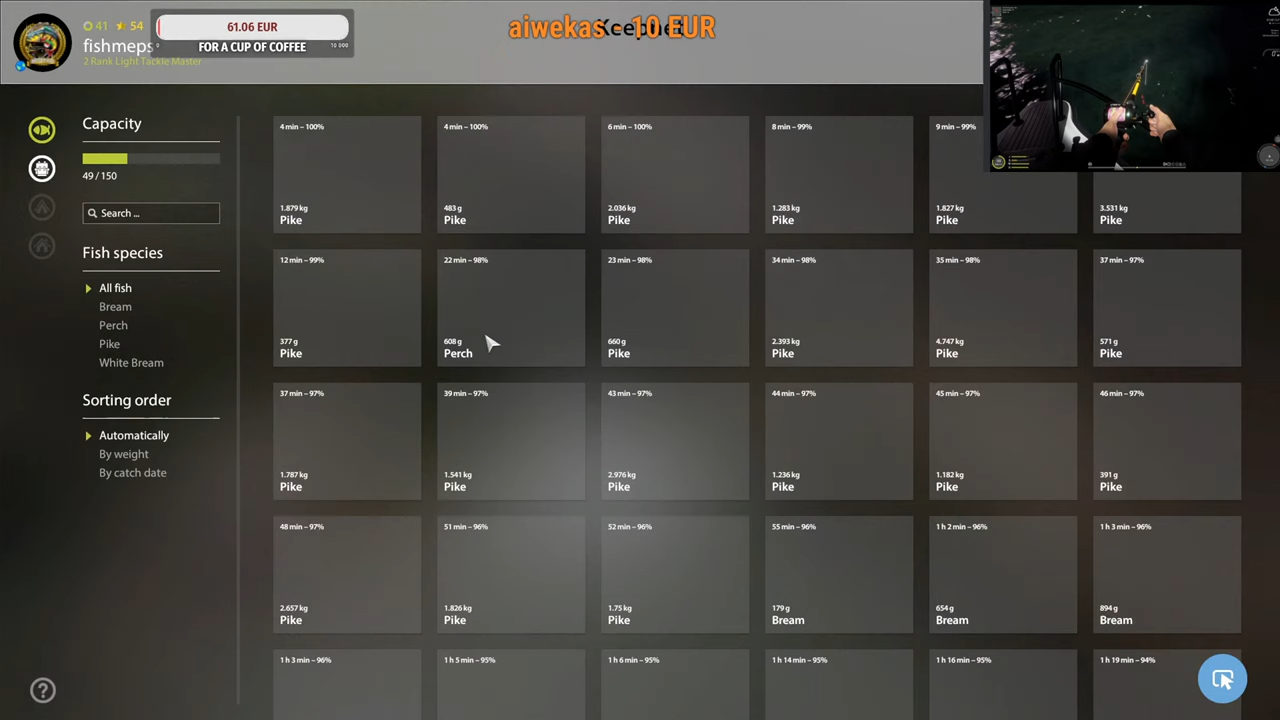 41 54
fishmeps
2 Rank Light Tackle Master
61.06 EUR
0 FOR A CUP OF COFFEE 10 000
aiwekas - 10 EUR
Capacity
49 / 150
Search ...
Fish species
All fish
Bream
Perch
Pike
White Bream
Sorting order
Automatically
By weight
By catch date
4 min – 100%
1.879 kg
Pike
4 min – 100%
483 g
Pike
6 min – 100%
2.036 kg
Pike
8 min – 99%
1.283 kg
Pike
9 min – 99%
1.827 kg
Pike
3.531 kg
Pike
12 min – 99%
377 g
Pike
22 min – 98%
608 g
Perch
23 min – 98%
660 g
Pike
34 min – 98%
2.393 kg
Pike
35 min – 98%
4.747 kg
Pike
37 min – 97%
571 g
Pike
37 min – 97%
1.787 kg
Pike
39 min – 97%
1.541 kg
Pike
43 min – 97%
2.976 kg
Pike
44 min – 97%
1.236 kg
Pike
45 min – 97%
1.182 kg
Pike
46 min – 97%
391 g
Pike
48 min – 97%
2.657 kg
Pike
51 min – 96%
1.826 kg
Pike
52 min – 96%
1.75 kg
Pike
55 min – 96%
179 g
Bream
1 h 2 min – 96%
654 g
Bream
1 h 3 min – 96%
894 g
Bream
1 h 3 min – 96%
1 h 5 min – 95%
1 h 6 min – 95%
1 h 14 min – 95%
1 h 16 min – 95%
1 h 19 min – 94%
?